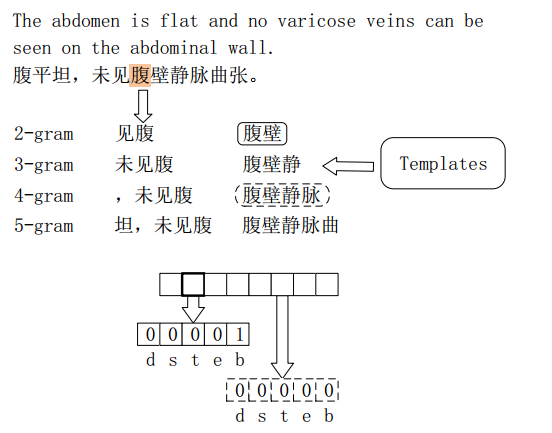 The abdomen is flat and no varicose veins can be
seen on the abdominal wall.
腹平坦，未见腹壁静脉曲张。
2-gram 见腹 腹壁
3-gram 未见腹 腹壁静 Templates
4-gram ，未见腹 腹壁静脉
5-gram 坦，未见腹 腹壁静脉曲
0 0 0 0 1
d s t e b
0 0 0 0 0
d s t e b